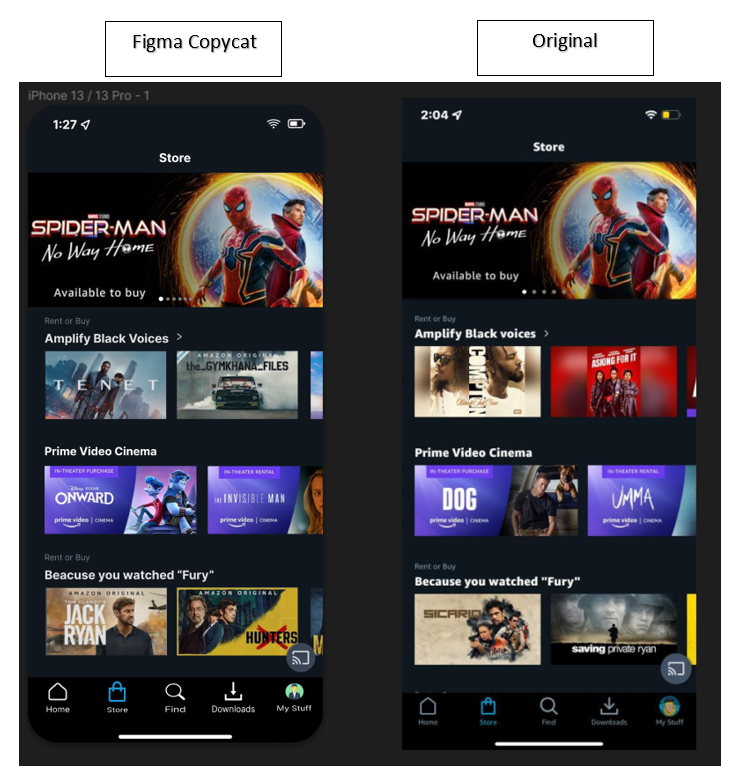 Figma Copycat
Original
iPhone 13 / 13 Pro - 1
1:27
Store
MARVEL STUDIOS
SPIDER-MAN
No Way Home
Available to buy
Rent or Buy
Amplify Black Voices >
TENET
AMAZON ORIGINAL
the_GYMKHANA_FILES
Prime Video Cinema
IN-THEATER PURCHASE
Disney PIXAR
ONWARD
prime video | CINEMA
IN-THEATER RENTAL
THE INVISIBLE MAN
prime video | CINEMA
Rent or Buy
Beacuse you watched “Fury”
AMAZON ORIGINAL
TOM CLANCY'S
JACK
RYAN
AMAZON ORIGINAL
HUNTERS
Home
Store
Find
Downloads
My Stuff
2:04
Store
MARVEL STUDIOS
SPIDER-MAN
No Way Home
Available to buy
Rent or Buy
Amplify Black voices >
COMPTON
ASKING FOR IT
Prime Video Cinema
IN-THEATER PURCHASE
DOG
prime video | CINEMA
IN-THEATER RENTAL
UMMA
prime video | CINEMA
Rent or Buy
Because you watched "Fury"
SICARIO
saving private ryan
Home
Store
Find
Downloads
My Stuff